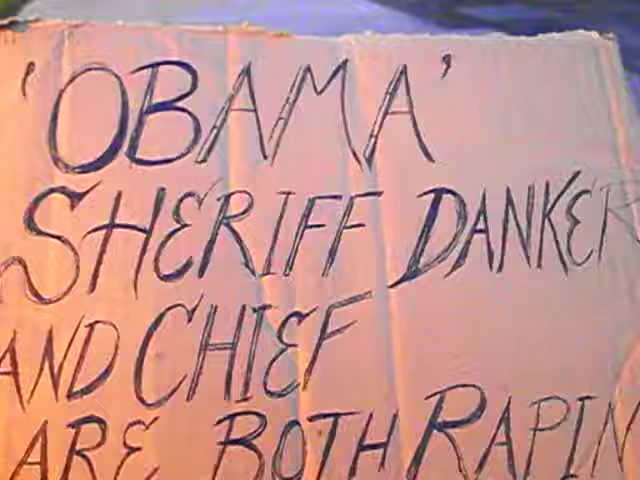 'OBAMA'
SHERIFF DANKER
AND CHIEF
ARE BOTH RAPIN